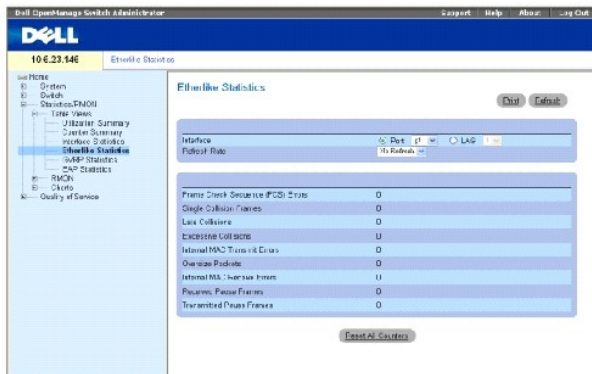 Dell OpenManage Switch Administrator
Support Help About Log Out
DELL
10.6.23.146 Etherlike Statistics
Home
System
Switch
Statistics/RMON
Table Views
Utilization Summary
Counter Summary
Interface Statistics
Etherlike Statistics
GVRP Statistics
EAP Statistics
RMON
Charts
Quality of Service
Etherlike Statistics
Print Refresh
Interface Port g1 LAG
Refresh Rate No Refresh
Frame Check Sequence (FCS) Errors 0
Single Collision Frames 0
Late Collisions 0
Excessive Collisions 0
Internal MAC Transmit Errors 0
Oversize Packets 0
Internal MAC Receive Errors 0
Received Pause Frames 0
Transmitted Pause Frames 0
Reset All Counters